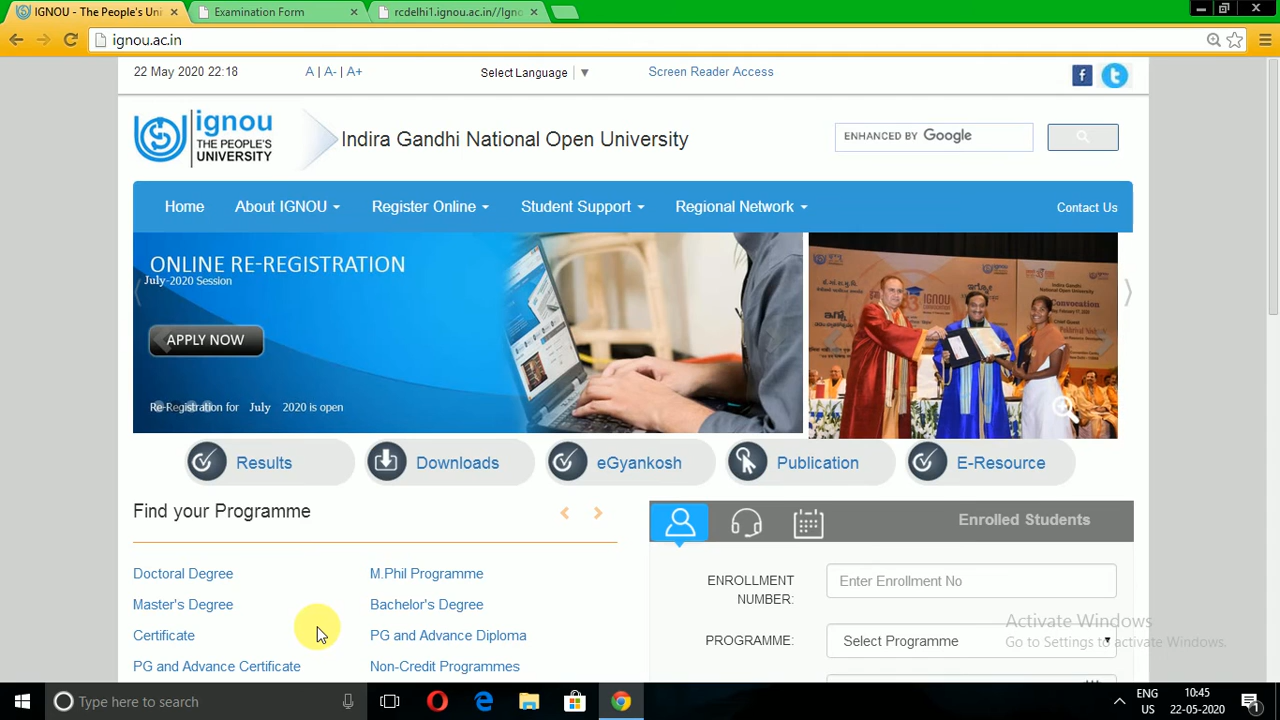 IGNOU - The People's Uni
Examination Form
rcdelhi1.ignou.ac.in//Igno
ignou.ac.in
22 May 2020 22:18
A | A- | A+
Select Language
Screen Reader Access
ignou
THE PEOPLE'S
UNIVERSITY
Indira Gandhi National Open University
ENHANCED BY Google
Home
About IGNOU
Register Online
Student Support
Regional Network
Contact Us
ONLINE RE-REGISTRATION
July-2020 Session
APPLY NOW
Re-Registration for July 2020 is open
Results
Downloads
eGyankosh
Publication
E-Resource
Find your Programme
Enrolled Students
Doctoral Degree
M.Phil Programme
Master's Degree
Bachelor's Degree
Certificate
PG and Advance Diploma
PG and Advance Certificate
Non-Credit Programmes
ENROLLMENT
NUMBER:
Enter Enrollment No
PROGRAMME:
Select Programme
Activate Windows
Go to Settings to activate Windows.
Type here to search
ENG
US
10:45
22-05-2020
1